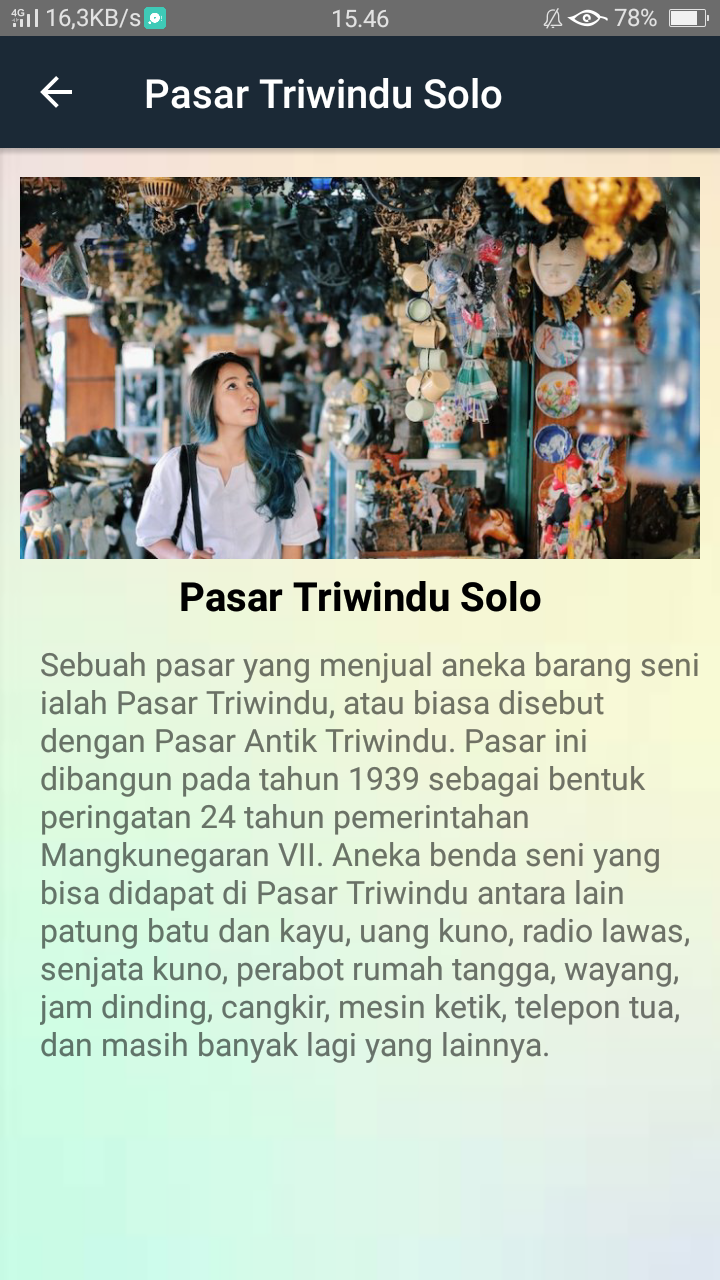 4G 16,3KB/s 15.46 78%
Pasar Triwindu Solo
Pasar Triwindu Solo
Sebuah pasar yang menjual aneka barang seni
ialah Pasar Triwindu, atau biasa disebut
dengan Pasar Antik Triwindu. Pasar ini
dibangun pada tahun 1939 sebagai bentuk
peringatan 24 tahun pemerintahan
Mangkunegaran VII. Aneka benda seni yang
bisa didapat di Pasar Triwindu antara lain
patung batu dan kayu, uang kuno, radio lawas,
senjata kuno, perabot rumah tangga, wayang,
jam dinding, cangkir, mesin ketik, telepon tua,
dan masih banyak lagi yang lainnya.